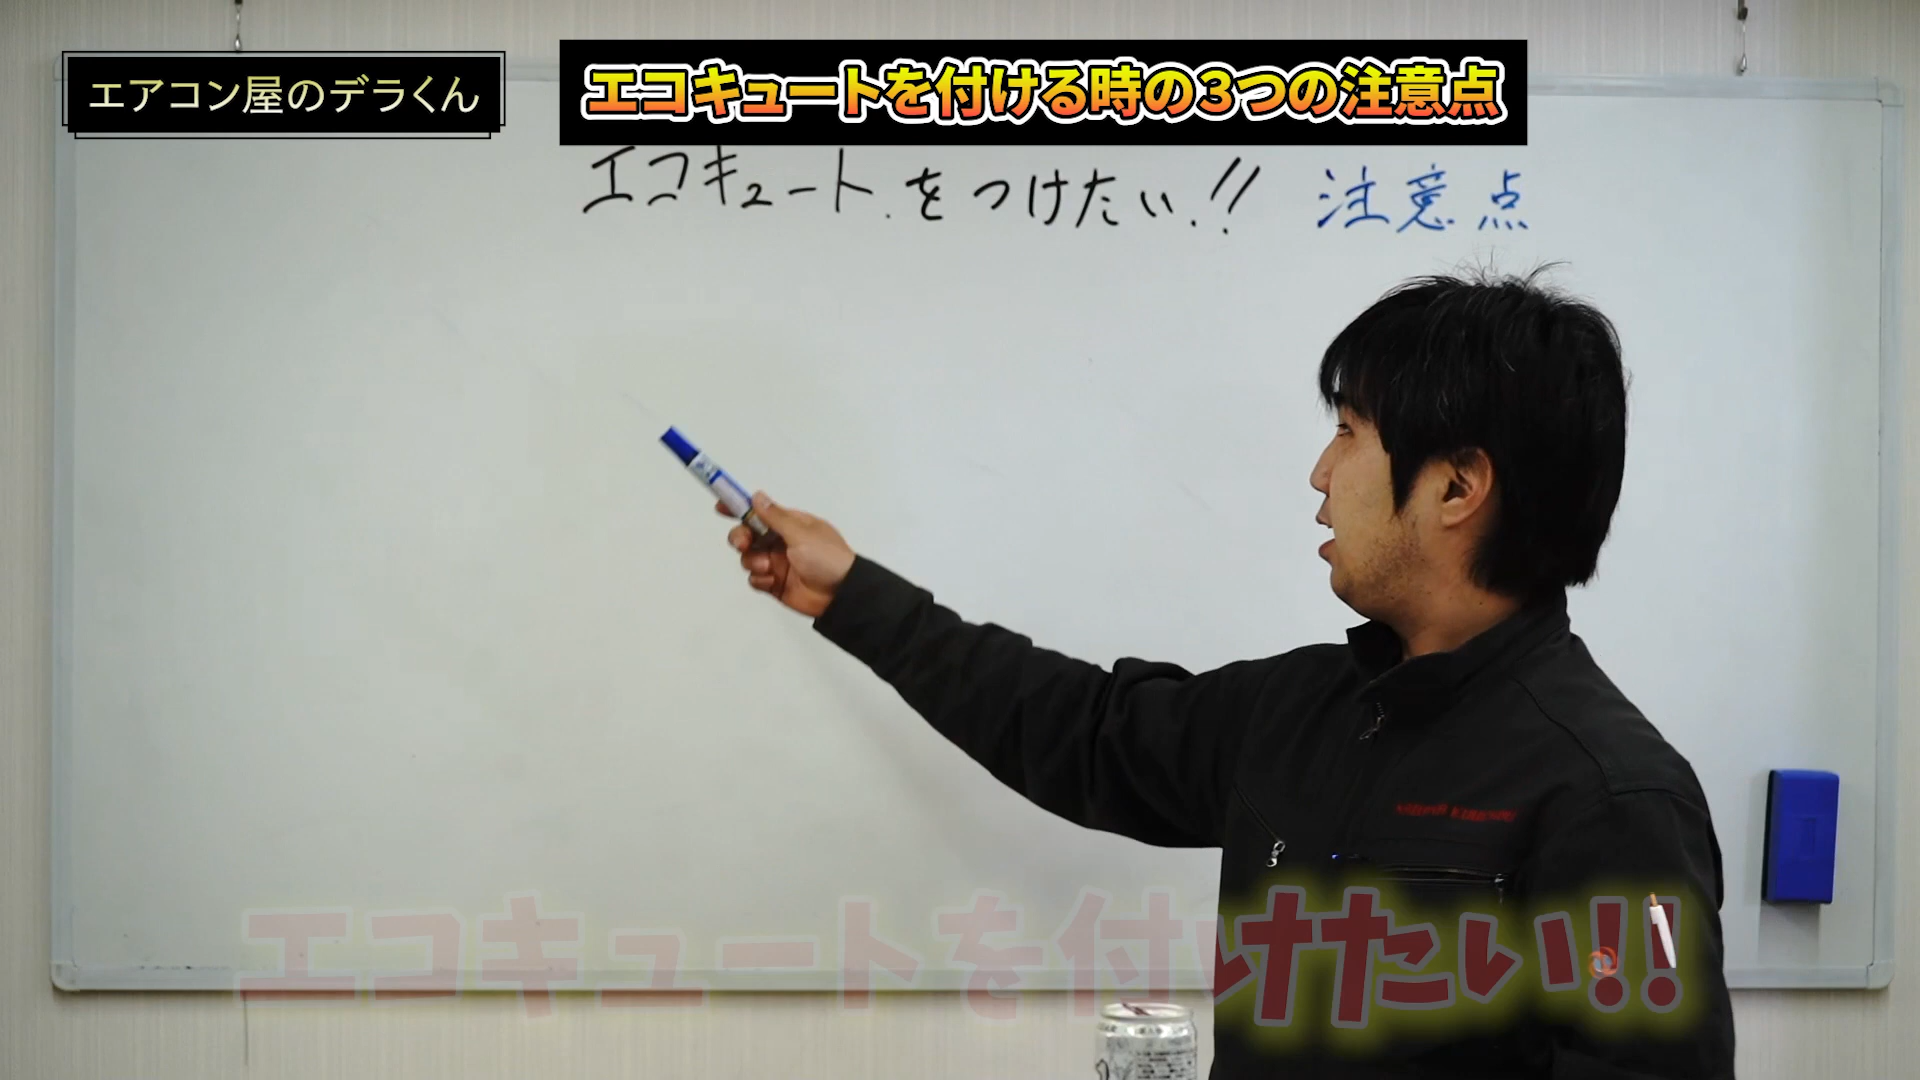 エアコン屋のデラくん
エコキュートを付ける時の3つの注意点
エコキュート.をつけたい.!! 注意点
エコキュートを付けたい!!